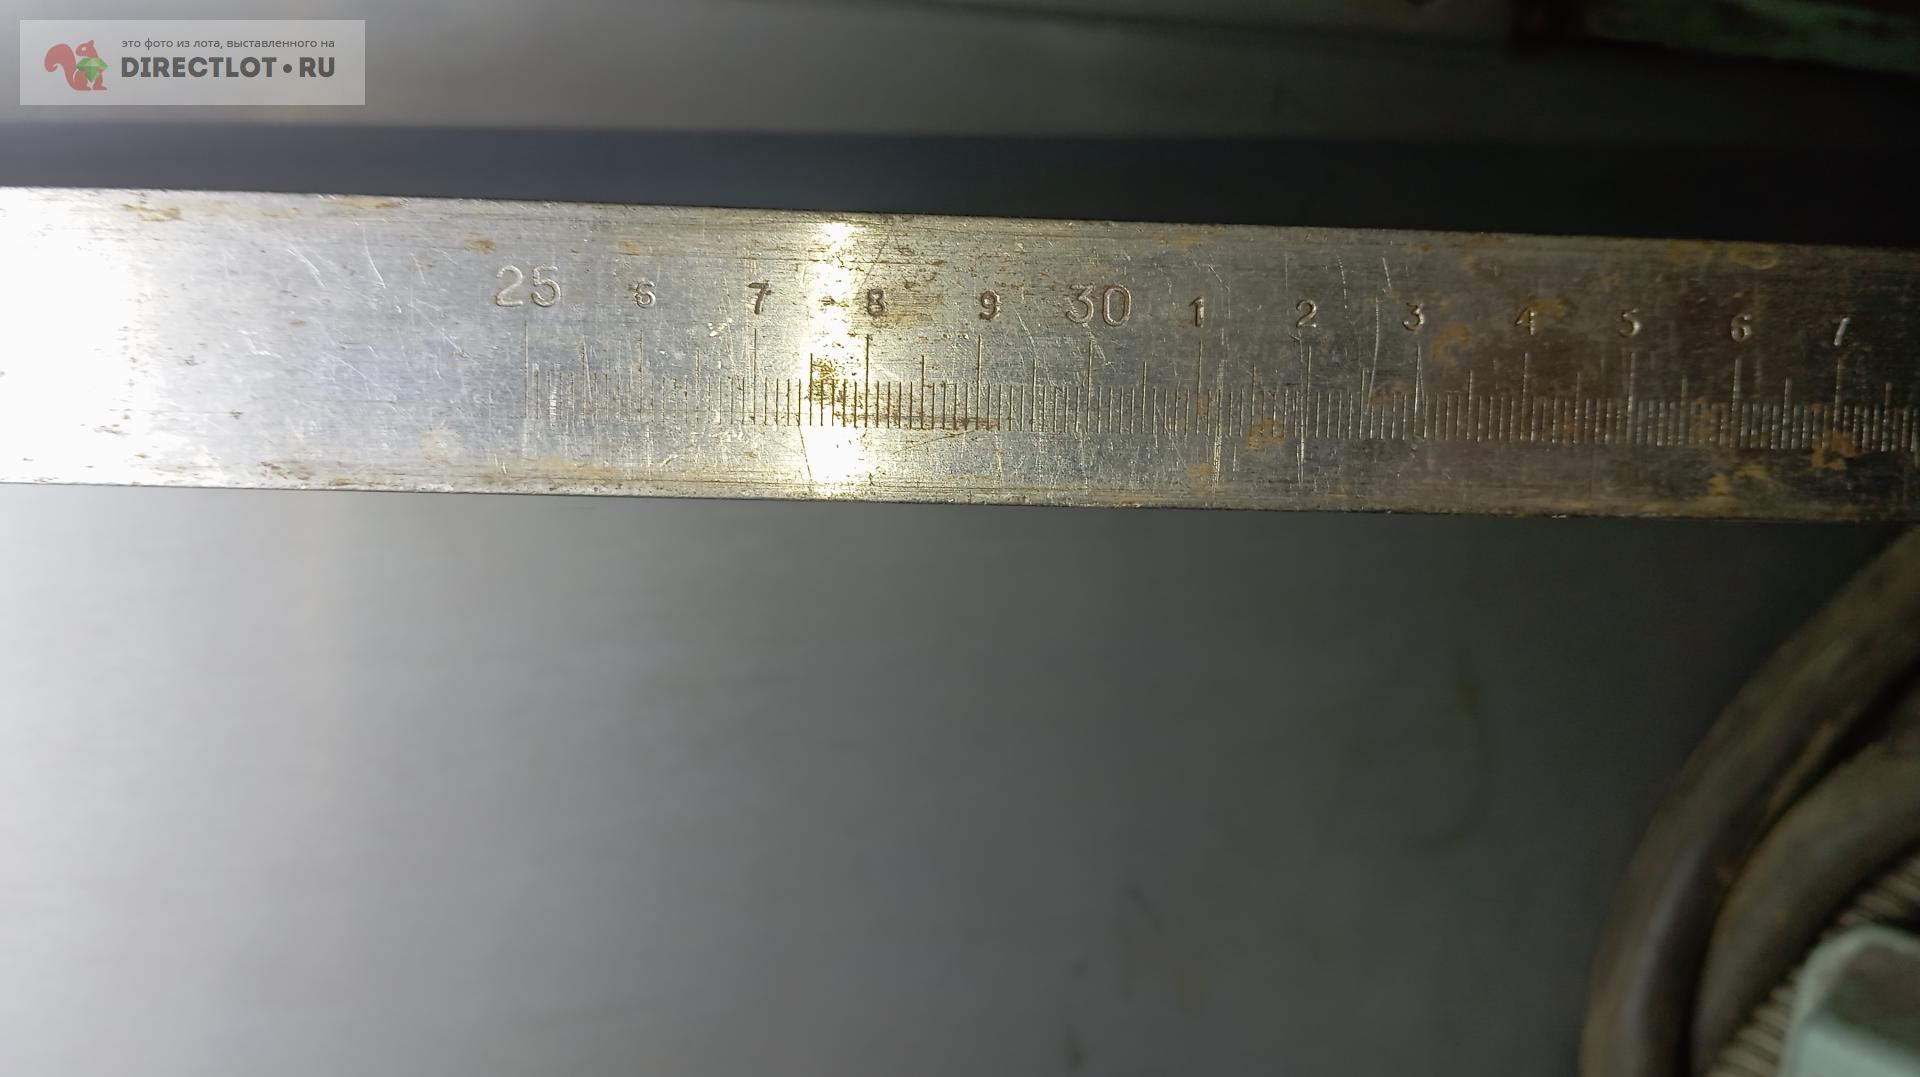 это фото из лота, выставленного на
DIRECTLOT•RU
25 6 7 8 9 30 1 2 3 4 5 6 7